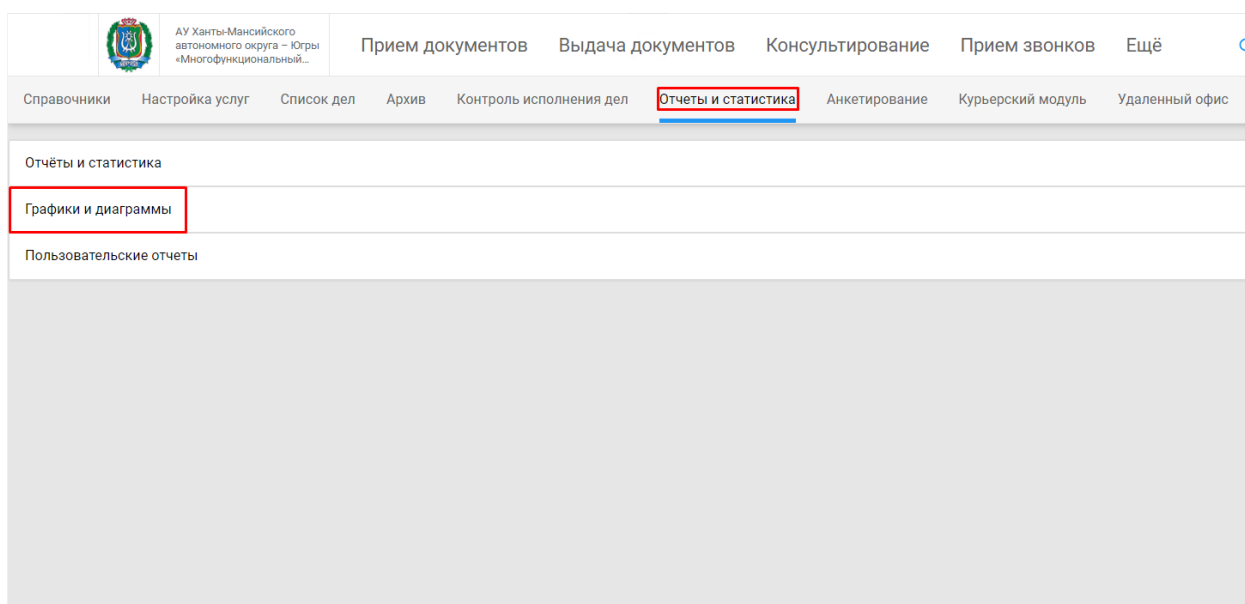 АУ Ханты-Мансийского
автономного округа – Югры
«Многофункциональный...
Прием документов Выдача документов Консультирование Прием звонков Ещё
Справочники Настройка услуг Список дел Архив Контроль исполнения дел Отчеты и статистика Анкетирование Курьерский модуль Удаленный офис
Отчёты и статистика
Графики и диаграммы
Пользовательские отчеты